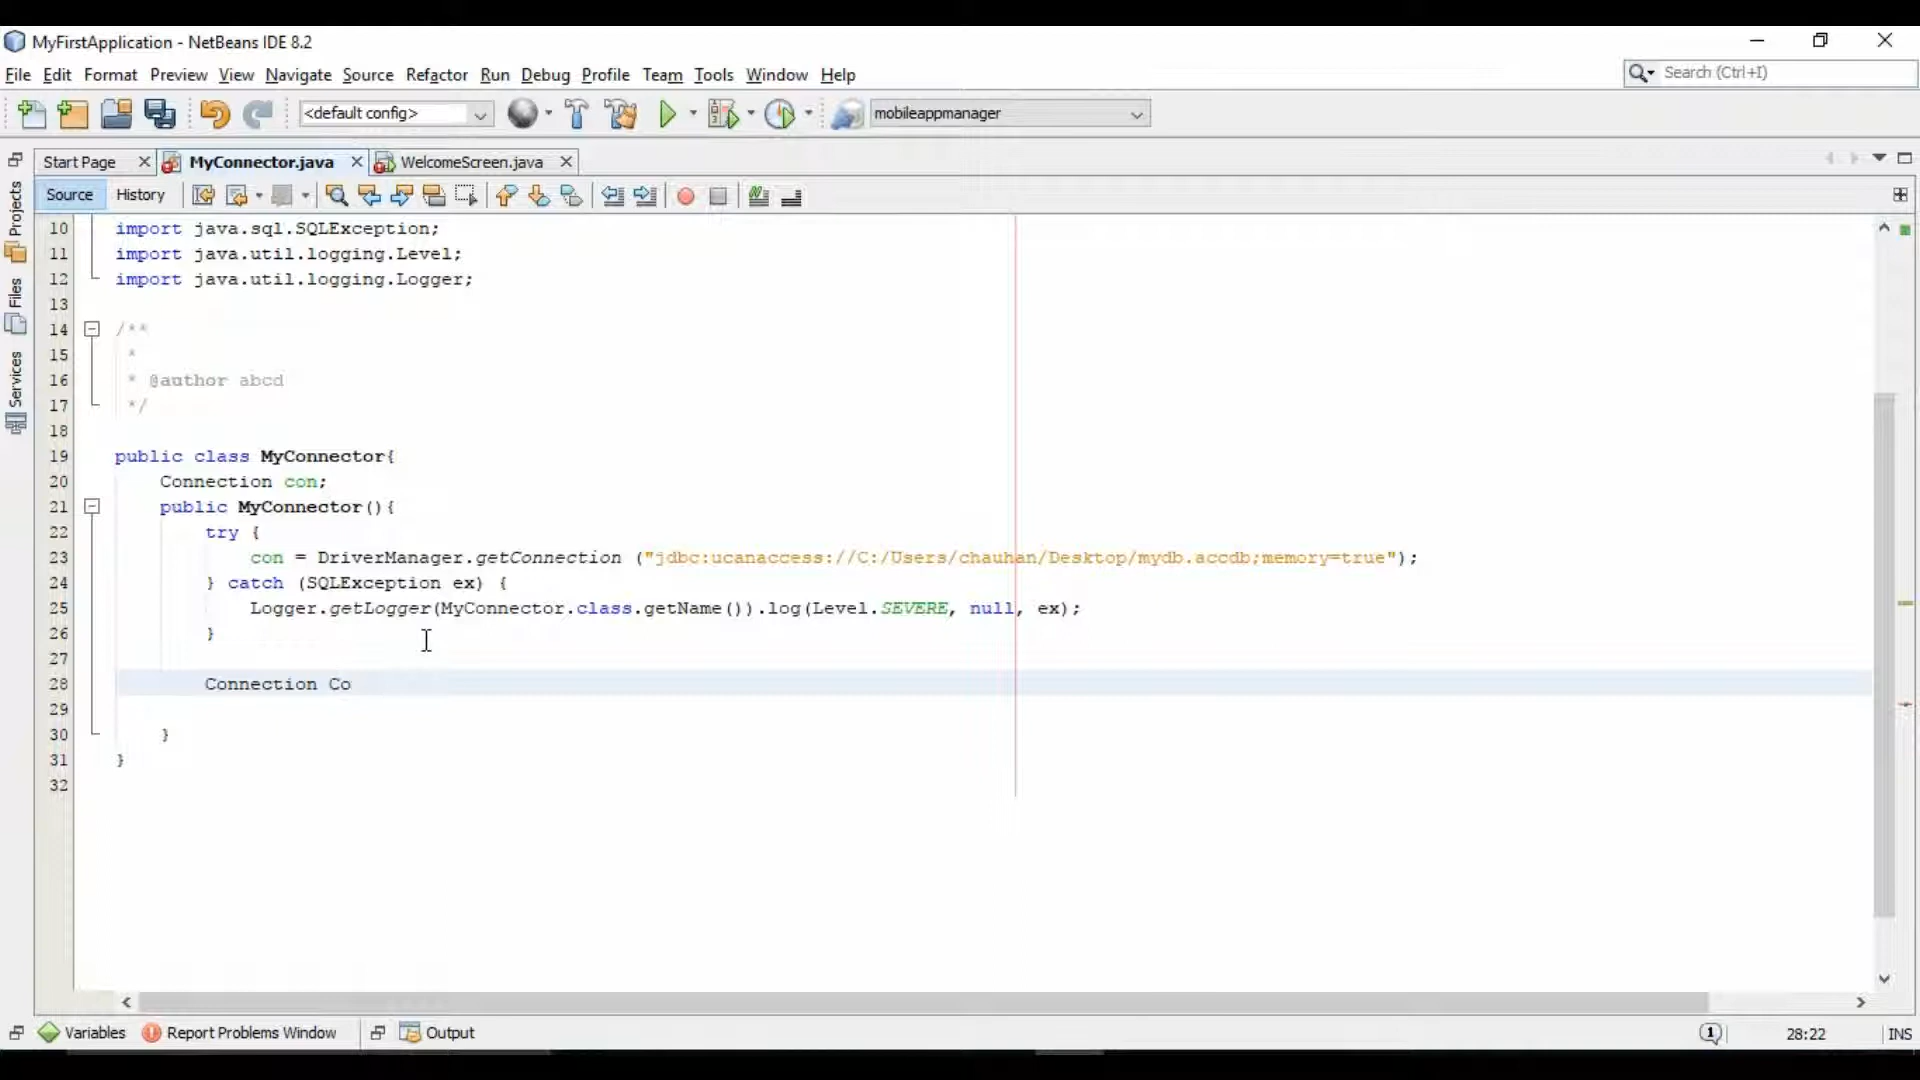 MyFirstApplication - NetBeans IDE 8.2
File Edit Format Preview View Navigate Source Refactor Run Debug Profile Team Tools Window Help
Search (Ctrl+I)
<default config>
mobileappmanager
Start Page
MyConnector.java
WelcomeScreen.java
Source
History
Projects
Files
Services
10 import java.sql.SQLException;
11 import java.util.logging.Level;
12 import java.util.logging.Logger;
13
14 /**
15 *
16 * @author abcd
17 */
18
19 public class MyConnector{
20 Connection con;
21 public MyConnector(){
22 try {
23 con = DriverManager.getConnection ("jdbc:ucanaccess://C:/Users/chauhan/Desktop/mydb.accdb;memory=true");
24 } catch (SQLException ex) {
25 Logger.getLogger(MyConnector.class.getName()).log(Level.SEVERE, null, ex);
26 }
27
28 Connection Co
29
30 }
31 }
32
Variables
Report Problems Window
Output
1
28:22
INS